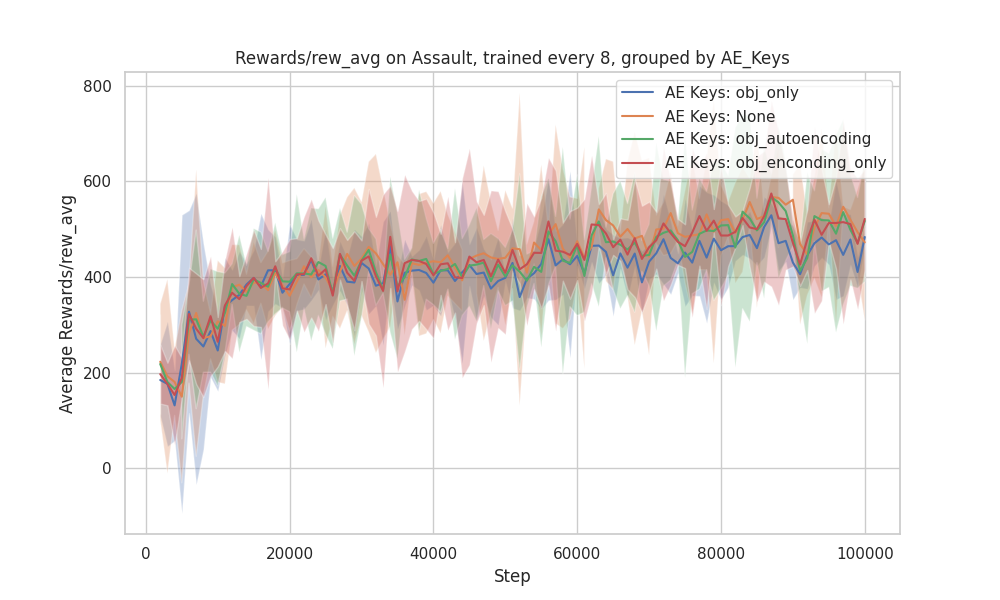 Rewards/rew_avg on Assault, trained every 8, grouped by AE_Keys
AE Keys: obj_only
AE Keys: None
AE Keys: obj_autoencoding
AE Keys: obj_enconding_only
Average Rewards/rew_avg
800
600
400
200
0
0 20000 40000 60000 80000 100000
Step